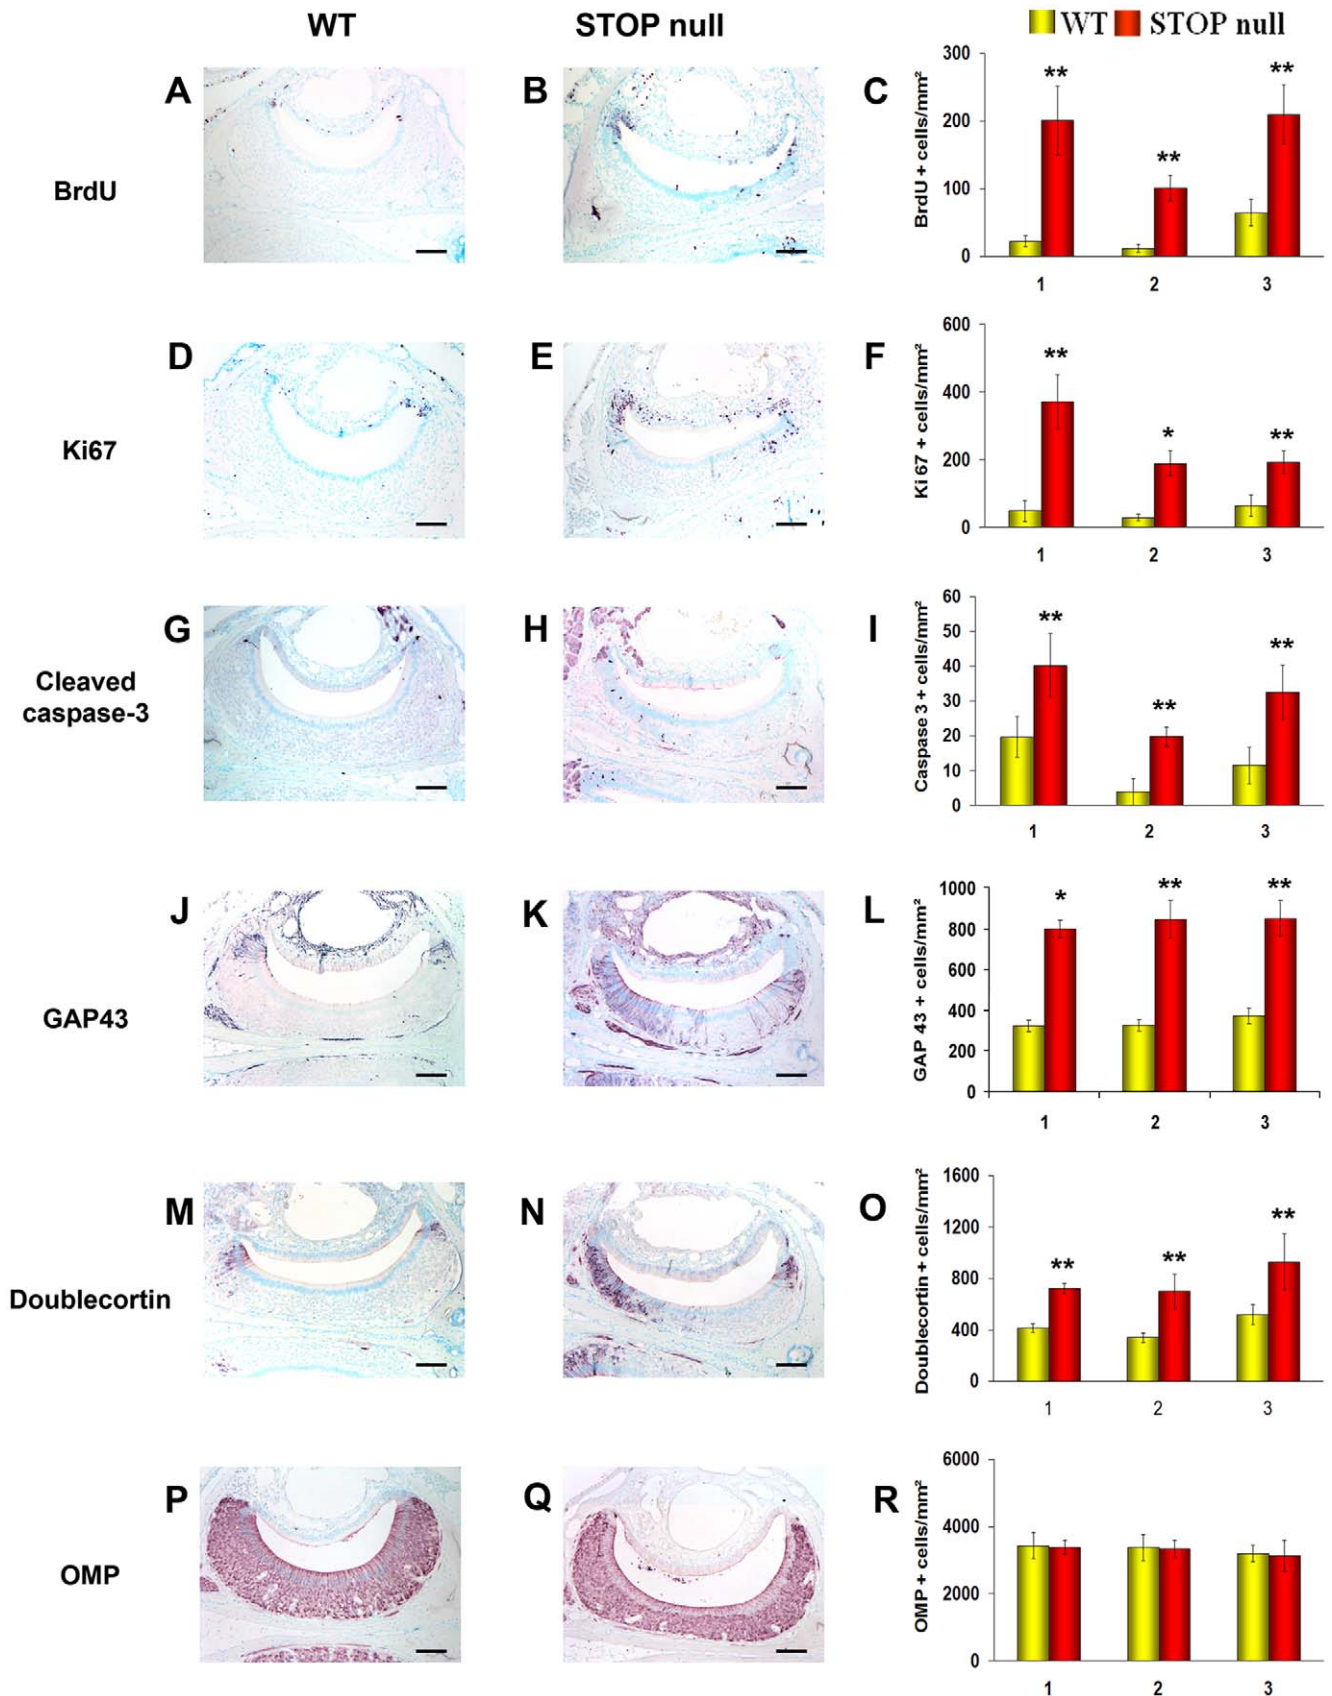 WT STOP null
WT STOP null
A B C
BrdU
BrdU + cells/mm²
300
200
100
0
** ** **
1 2 3
D E F
Ki67
Ki 67 + cells/mm²
600
400
200
0
** * **
1 2 3
G H I
Cleaved
caspase-3
Caspase 3 + cells/mm²
60
50
40
30
20
10
0
** ** **
1 2 3
J K L
GAP43
GAP 43 + cells/mm²
1000
800
600
400
200
0
* ** **
1 2 3
M N O
Doublecortin
Doublecortin + cells/mm²
1600
1200
800
400
0
** ** **
1 2 3
P Q R
OMP
OMP + cells/mm²
6000
4000
2000
0
1 2 3